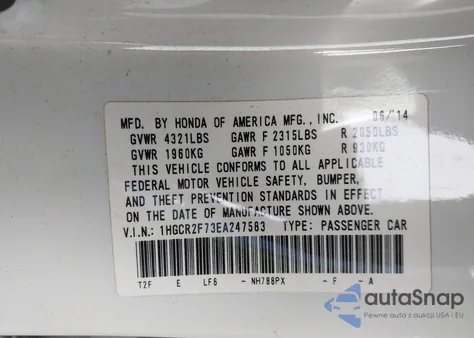 MFD. BY HONDA OF AMERICA MFG., INC. 06/14
GVWR 4321LBS GAWR F 2315LBS R 2050LBS
GVWR 1960KG GAWR F 1050KG R 930KG
THIS VEHICLE CONFORMS TO ALL APPLICABLE
FEDERAL MOTOR VEHICLE SAFETY, BUMPER,
AND THEFT PREVENTION STANDARDS IN EFFECT
ON THE DATE OF MANUFACTURE SHOWN ABOVE.
V.I.N.: 1HGCR2F73EA247583 TYPE: PASSENGER CAR
T2F E LF6 - NH788PX - F - A
autoSnap
Pewne auta z aukcji USA i EU